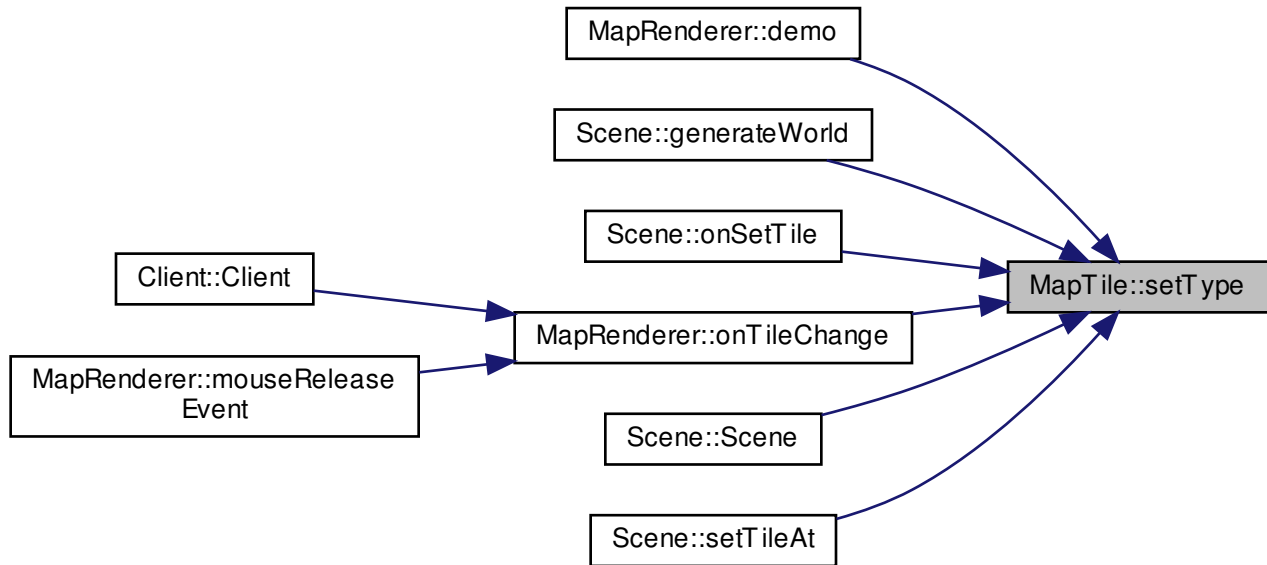 MapRenderer::demo
Scene::generateWorld
Scene::onSetTile
Client::Client
MapTile::setType
MapRenderer::onTileChange
MapRenderer::mouseRelease
Event
Scene::Scene
Scene::setTileAt